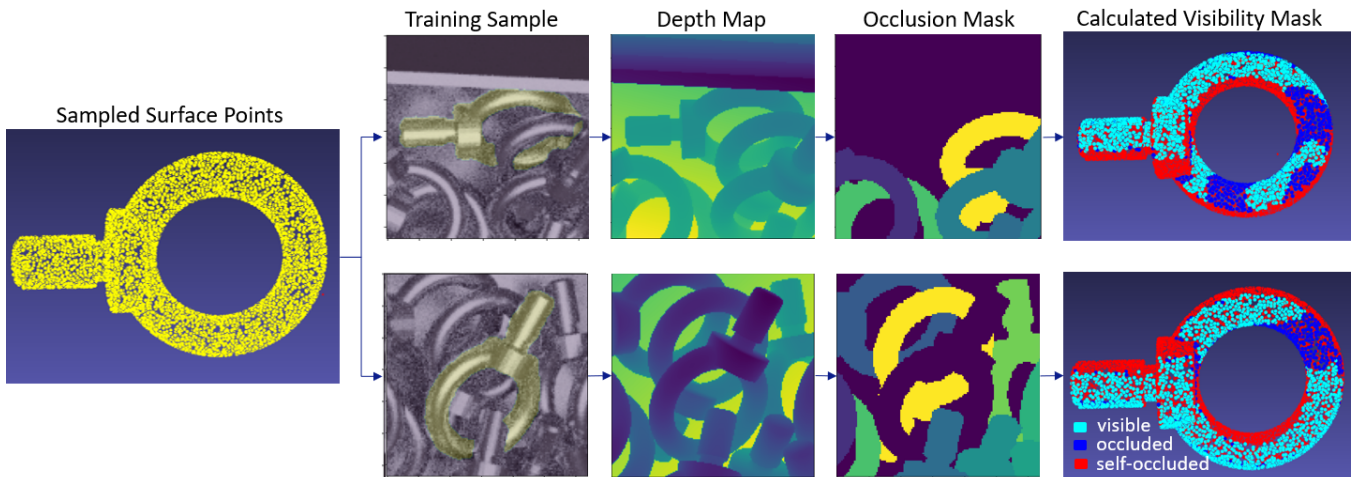 Training Sample
Depth Map
Occlusion Mask
Calculated Visibility Mask
Sampled Surface Points
visible
occluded
self-occluded